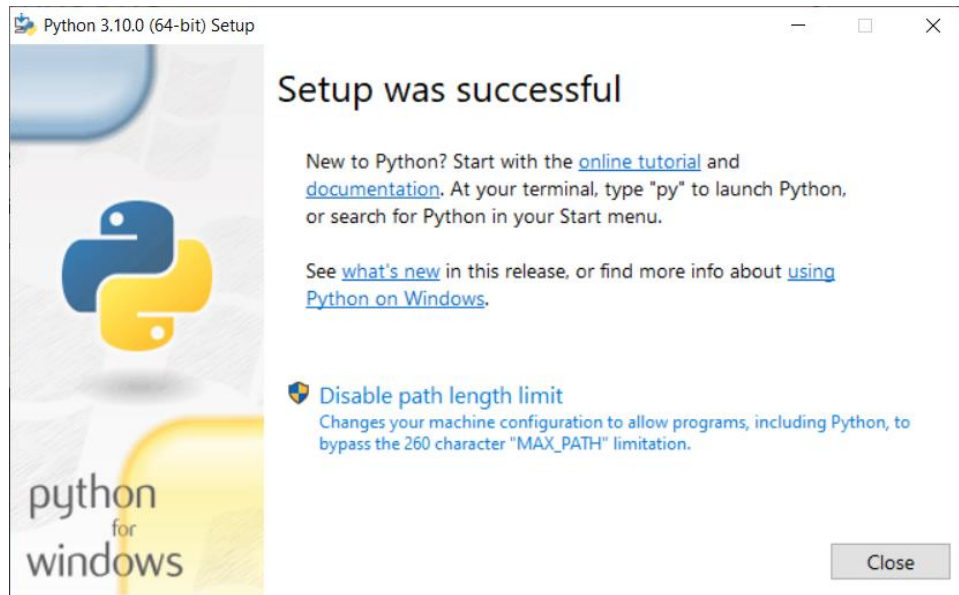 Python 3.10.0 (64-bit) Setup
Setup was successful
New to Python? Start with the online tutorial and
documentation. At your terminal, type "py" to launch Python,
or search for Python in your Start menu.
See what's new in this release, or find more info about using
Python on Windows.
Disable path length limit
Changes your machine configuration to allow programs, including Python, to
bypass the 260 character "MAX_PATH" limitation.
python
for
windows
Close